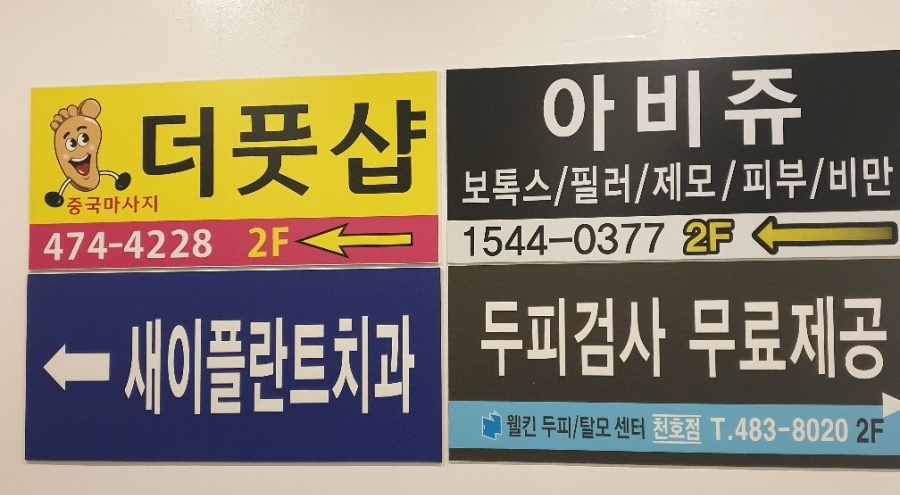 더풋샵
중국마사지
474-4228 2F
아비쥬
보톡스/필러/제모/피부/비만
1544-0377 2F
새이플란트치과
두피검사 무료제공
웰킨 두피/탈모 센터 천호점 T.483-8020 2F